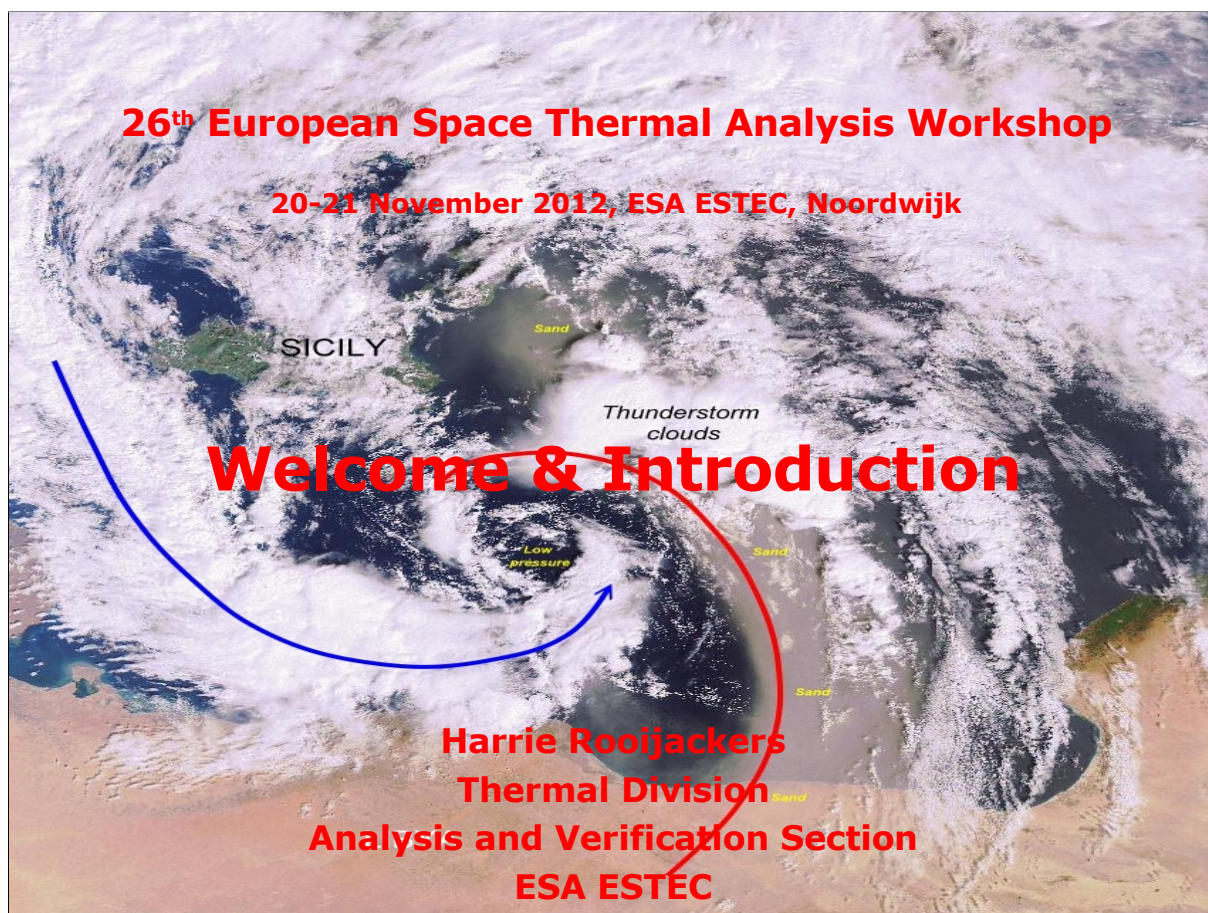 26th European Space Thermal Analysis Workshop
20-21 November 2012, ESA ESTEC, Noordwijk
Sand
SICILY
Thunderstorm
clouds
Welcome & Introduction
Low
pressure
Sand
Sand
Harrie Rooijackers
Thermal Division
Sand
Analysis and Verification Section
ESA ESTEC